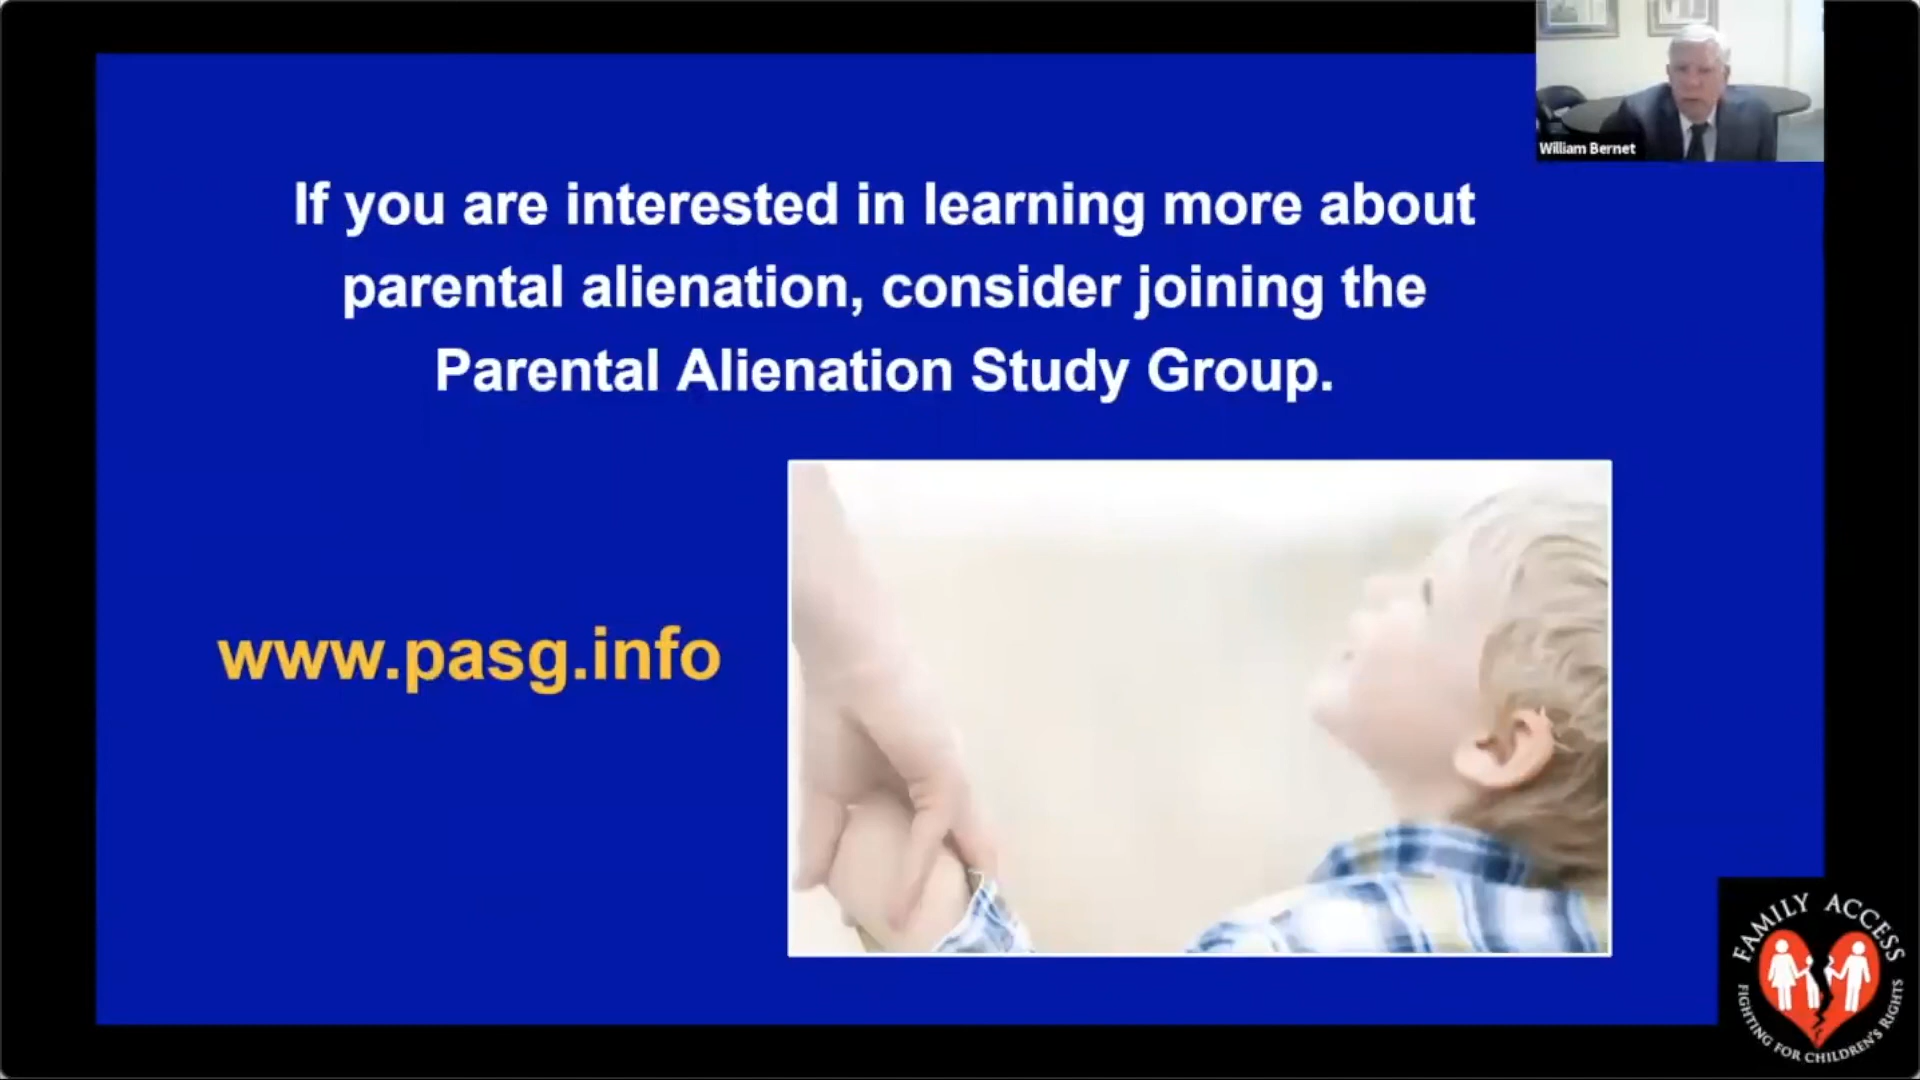 William Bernet
If you are interested in learning more about
parental alienation, consider joining the
Parental Alienation Study Group.
www.pasg.info
FAMILY ACCESS
FIGHTING FOR CHILDREN'S RIGHTS